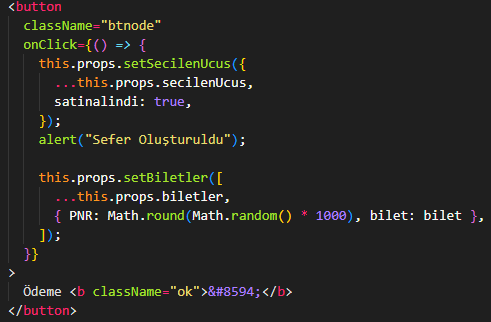 <button
className="btnode"
onClick={() => {
this.props.setSecilenUcus({
...this.props.secilenUcus,
satinalindi: true,
});
alert("Sefer Oluşturuldu");
this.props.setBiletler([
...this.props.biletler,
{ PNR: Math.round(Math.random() * 1000), bilet: bilet },
]);
}}
>
Ödeme <b className="ok">&#8594;</b>
</button>